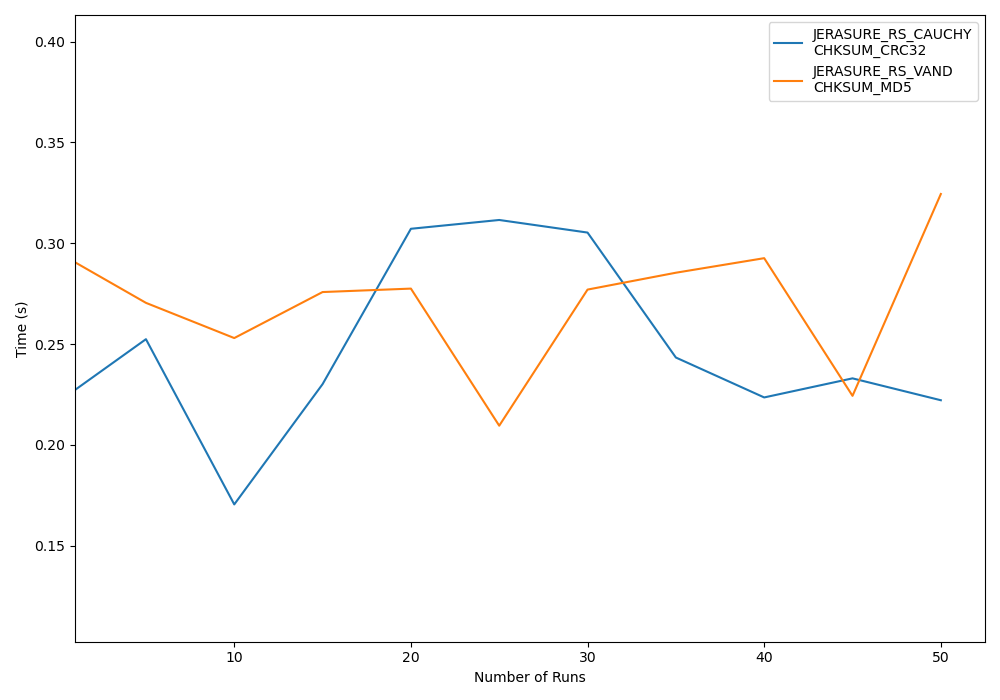 JERASURE_RS_CAUCHY
CHKSUM_CRC32
JERASURE_RS_VAND
CHKSUM_MD5
0.40
0.35
0.30
0.25
0.20
0.15
Time (s)
10 20 30 40 50
Number of Runs